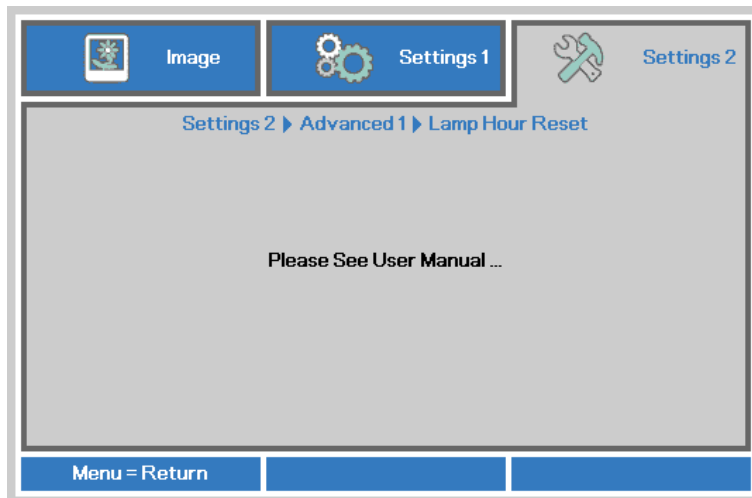 Image
Settings 1
Settings 2
Settings 2 ▶ Advanced 1 ▶ Lamp Hour Reset
Please See User Manual ...
Menu = Return